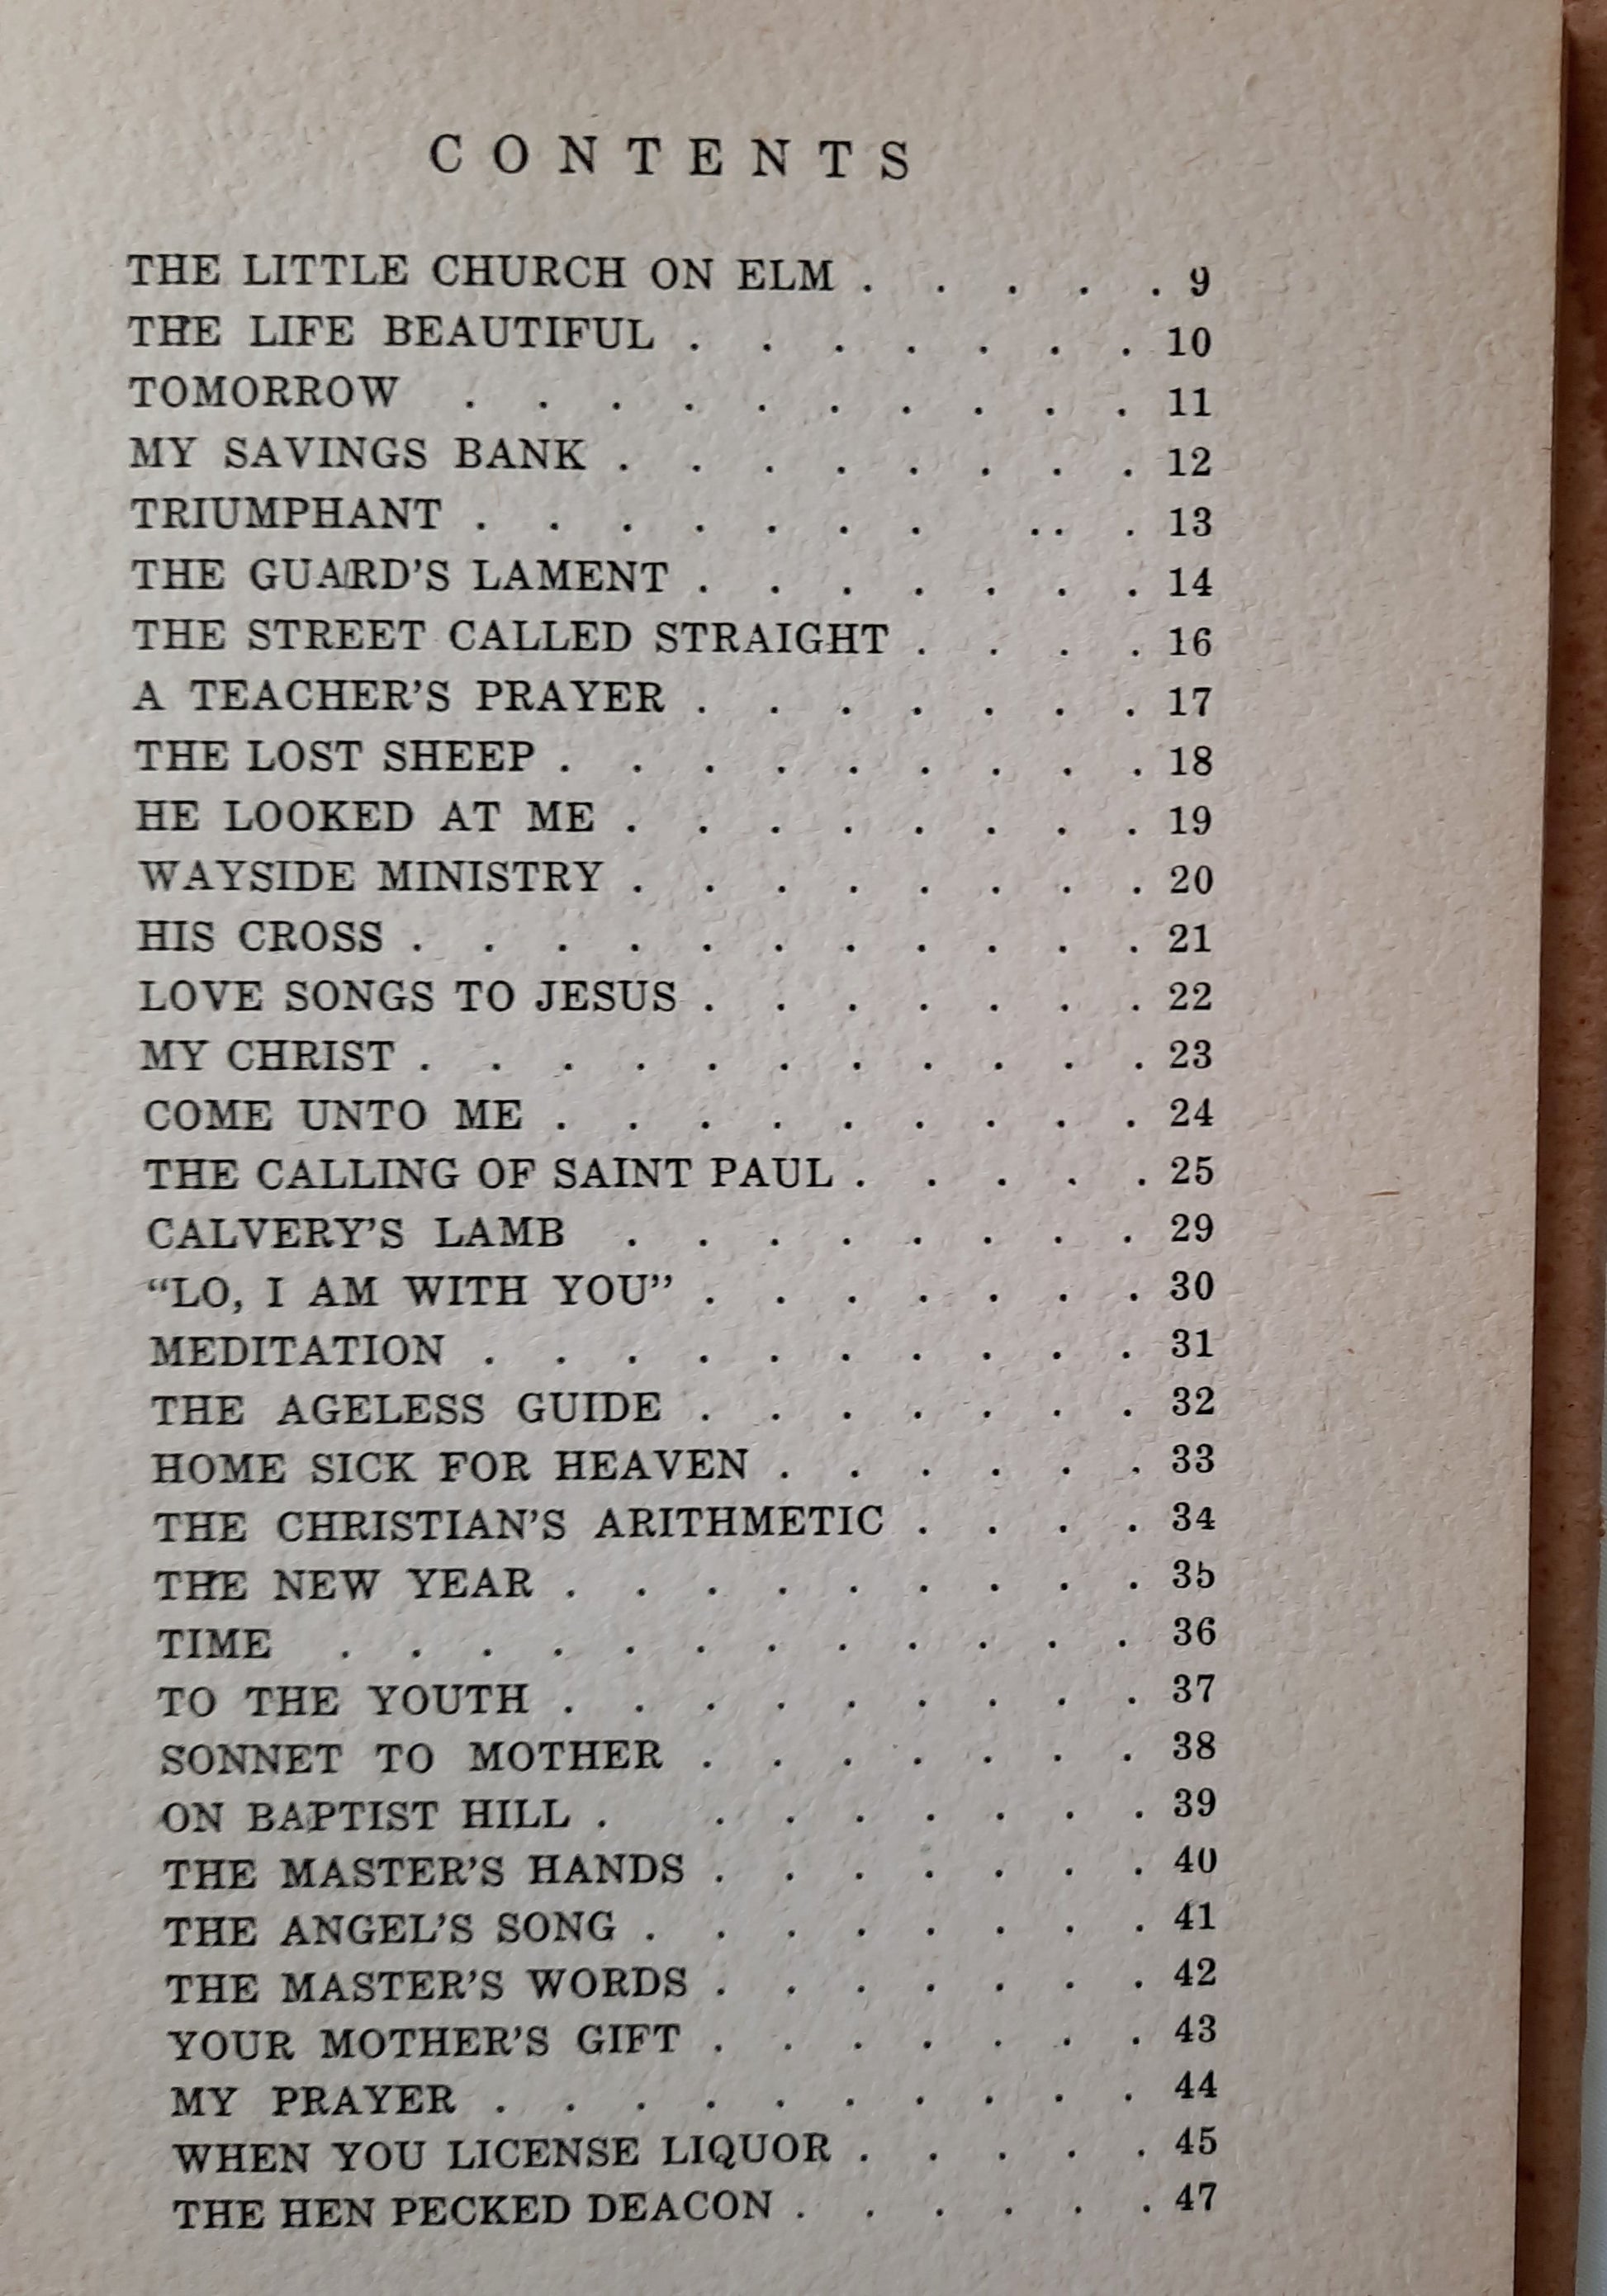 CONTENTS
THE LITTLE CHURCH ON ELM . . . . . 9
THE LIFE BEAUTIFUL . . . . . . . 10
TOMORROW . . . . . . . . . . 11
MY SAVINGS BANK . . . . . . . . 12
TRIUMPHANT . . . . . . . .. . 13
THE GUARD'S LAMENT . . . . . . . 14
THE STREET CALLED STRAIGHT . . . . 16
A TEACHER'S PRAYER . . . . . . . 17
THE LOST SHEEP . . . . . . . . . 18
HE LOOKED AT ME . . . . . . . . 19
WAYSIDE MINISTRY . . . . . . . . 20
HIS CROSS . . . . . . . . . . . 21
LOVE SONGS TO JESUS . . . . . . . 22
MY CHRIST . . . . . . . . . . . 23
COME UNTO ME . . . . . . . . . 24
THE CALLING OF SAINT PAUL . . . . . 25
CALVERY'S LAMB . . . . . . . . 29
“LO, I AM WITH YOU” . . . . . . . 30
MEDITATION . . . . . . . . . . 31
THE AGELESS GUIDE . . . . . . . 32
HOME SICK FOR HEAVEN . . . . . . 33
THE CHRISTIAN'S ARITHMETIC . . . . 34
THE NEW YEAR . . . . . . . . . 35
TIME . . . . . . . . . . . . 36
TO THE YOUTH . . . . . . . . . 37
SONNET TO MOTHER . . . . . . . 38
ON BAPTIST HILL . . . . . . . . 39
THE MASTER'S HANDS . . . . . . . 40
THE ANGEL'S SONG . . . . . . . . 41
THE MASTER'S WORDS . . . . . . . 42
YOUR MOTHER'S GIFT . . . . . . . 43
MY PRAYER . . . . . . . . . . 44
WHEN YOU LICENSE LIQUOR . . . . . 45
THE HEN PECKED DEACON . . . . . . 47